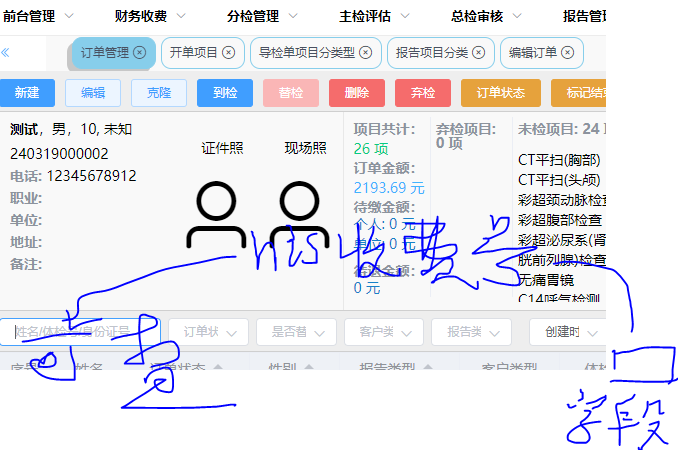 前台管理 财务收费 分检管理 主检评估 总检审核 报告管理
订单管理 开单项目 导检单项目分类型 报告项目分类 编辑订单
新建 编辑 克隆 到检 替检 删除 弃检 订单状态 标记结束
测试, 男, 10, 未知
240319000002
电话: 12345678912
职业:
单位:
地址:
备注:
证件照 现场照
项目共计:
26 项
订单金额:
2193.69 元
待缴金额:
个人: 0 元
单位: 0 元
待退金额:
0 元
弃检项目:
0 项
未检项目: 24 项
CT平扫(胸部)
CT平扫(头颅)
彩超颈动脉检查
彩超腹部检查
彩超泌尿系(肾
胱前列腺)检查
无痛胃镜
C14呼气检测
his收费号
姓名/体检号/身份证号 订单状 是否替 客户类 报告类 创建时
可查
序号 姓名 订单状态 性别 报告类型 客户类型 体检
字段